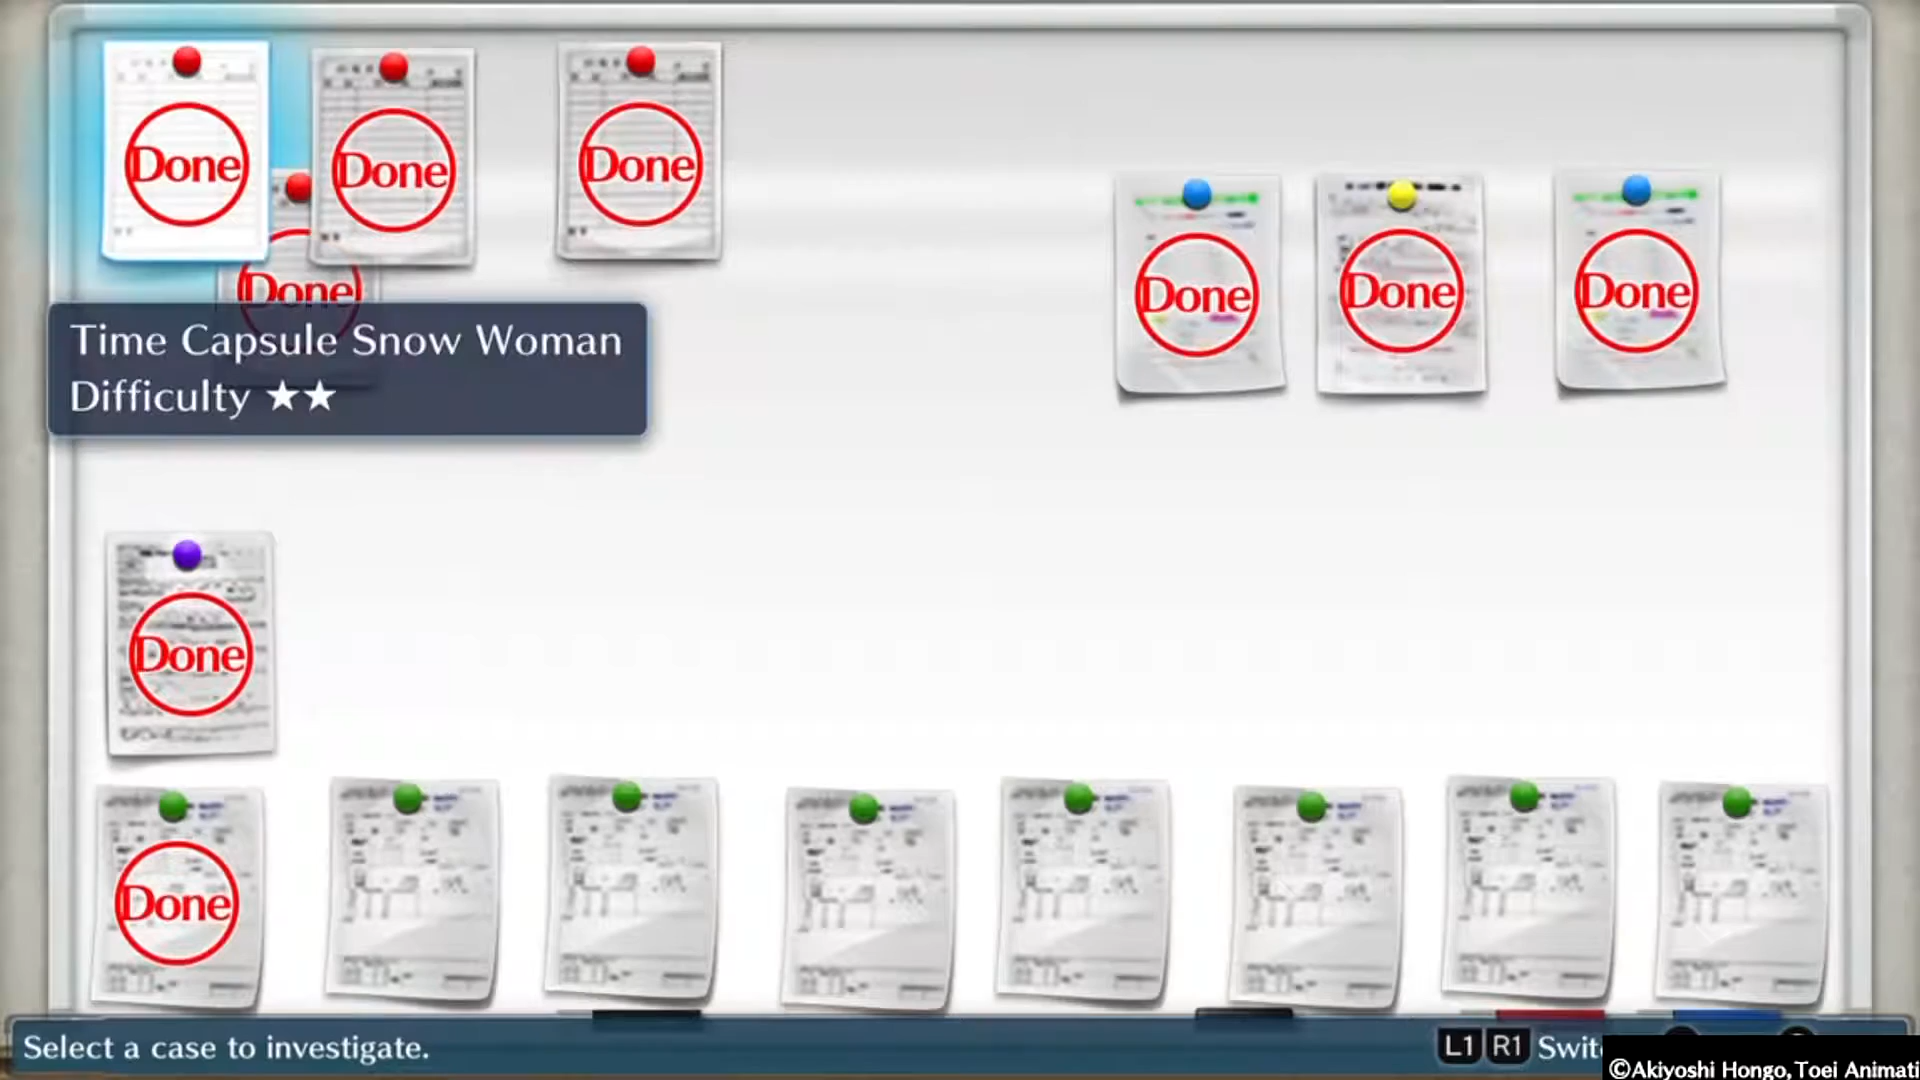 Done
Done
Done
Done
Done
Done
Done
Time Capsule Snow Woman
Difficulty ★★
Done
Done
Select a case to investigate.
L1 R1 Switc
©Akiyoshi Hongo,Toei Animati